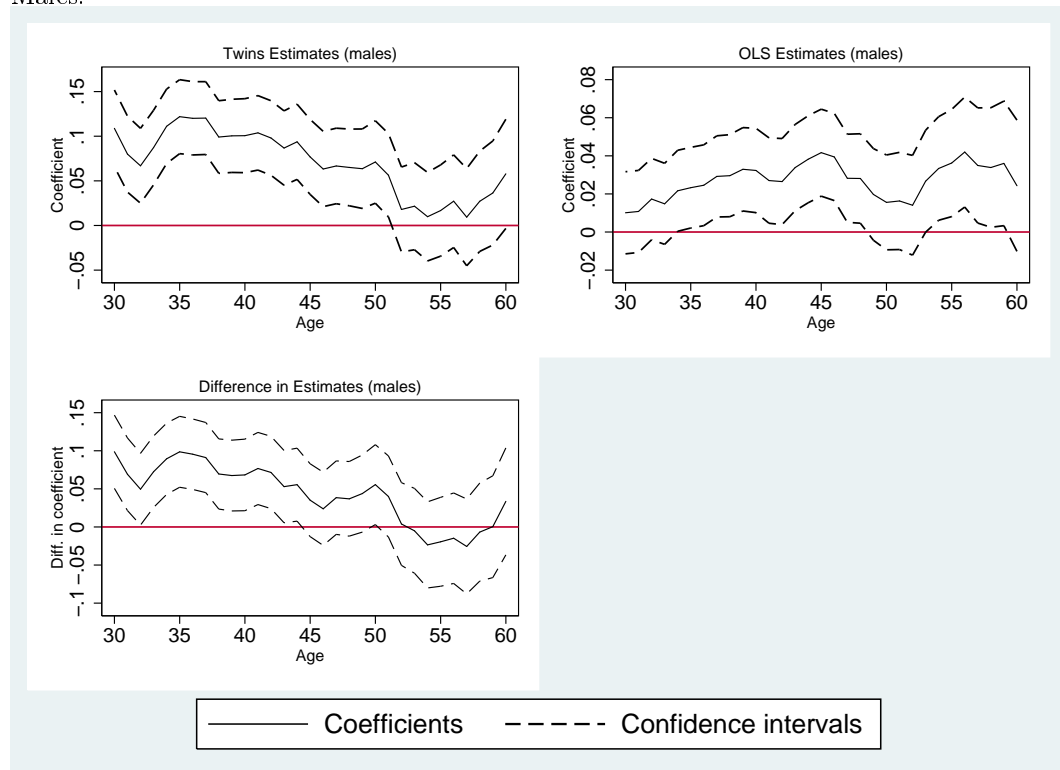 Males.
Twins Estimates (males)
Coefficient
.15
.1
.05
0
-.05
30 35 40 45 50 55 60
Age
OLS Estimates (males)
Coefficient
.08
.06
.04
.02
0
-.02
30 35 40 45 50 55 60
Age
Difference in Estimates (males)
Diff. in coefficient
.15
.1
.05
0
-.05
-.1
30 35 40 45 50 55 60
Age
Coefficients
Confidence intervals